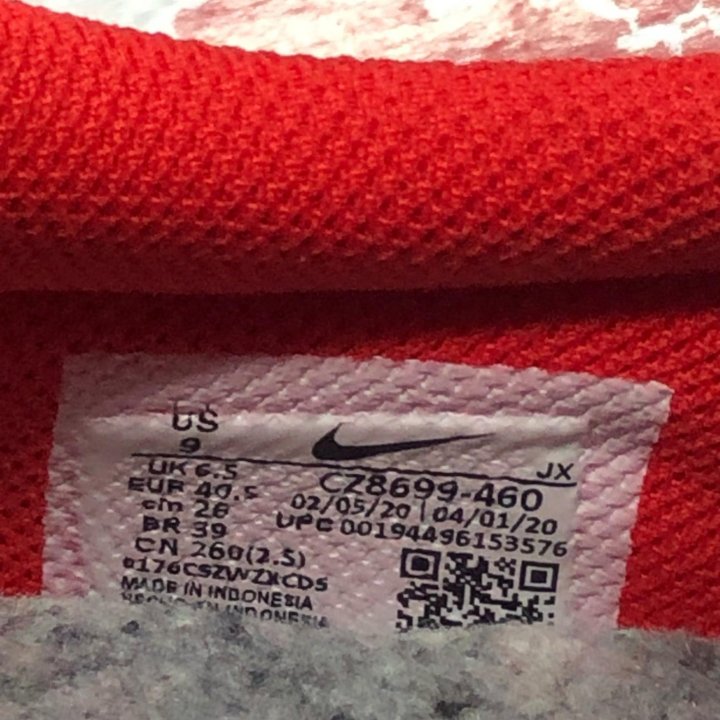 US
9
UK 6.5
EUR 40.5
cm 26
BR 39
CN 260(2.5)
MADE IN INDONESIA
JX
CZ8699-460
02/05/20 | 04/01/20
UPC 00194496153576